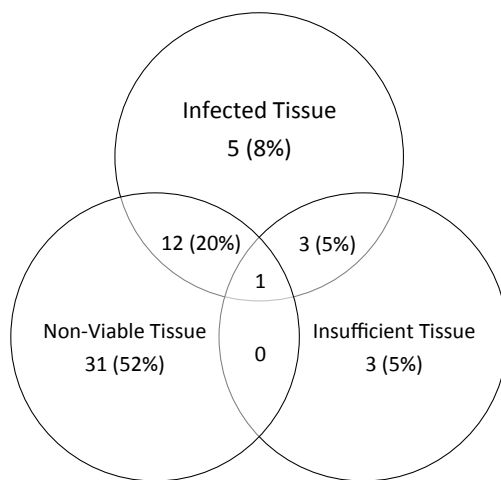 Infected Tissue
5 (8%)
12 (20%)
3 (5%)
1
Non-Viable Tissue
31 (52%)
0
Insufficient Tissue
3 (5%)